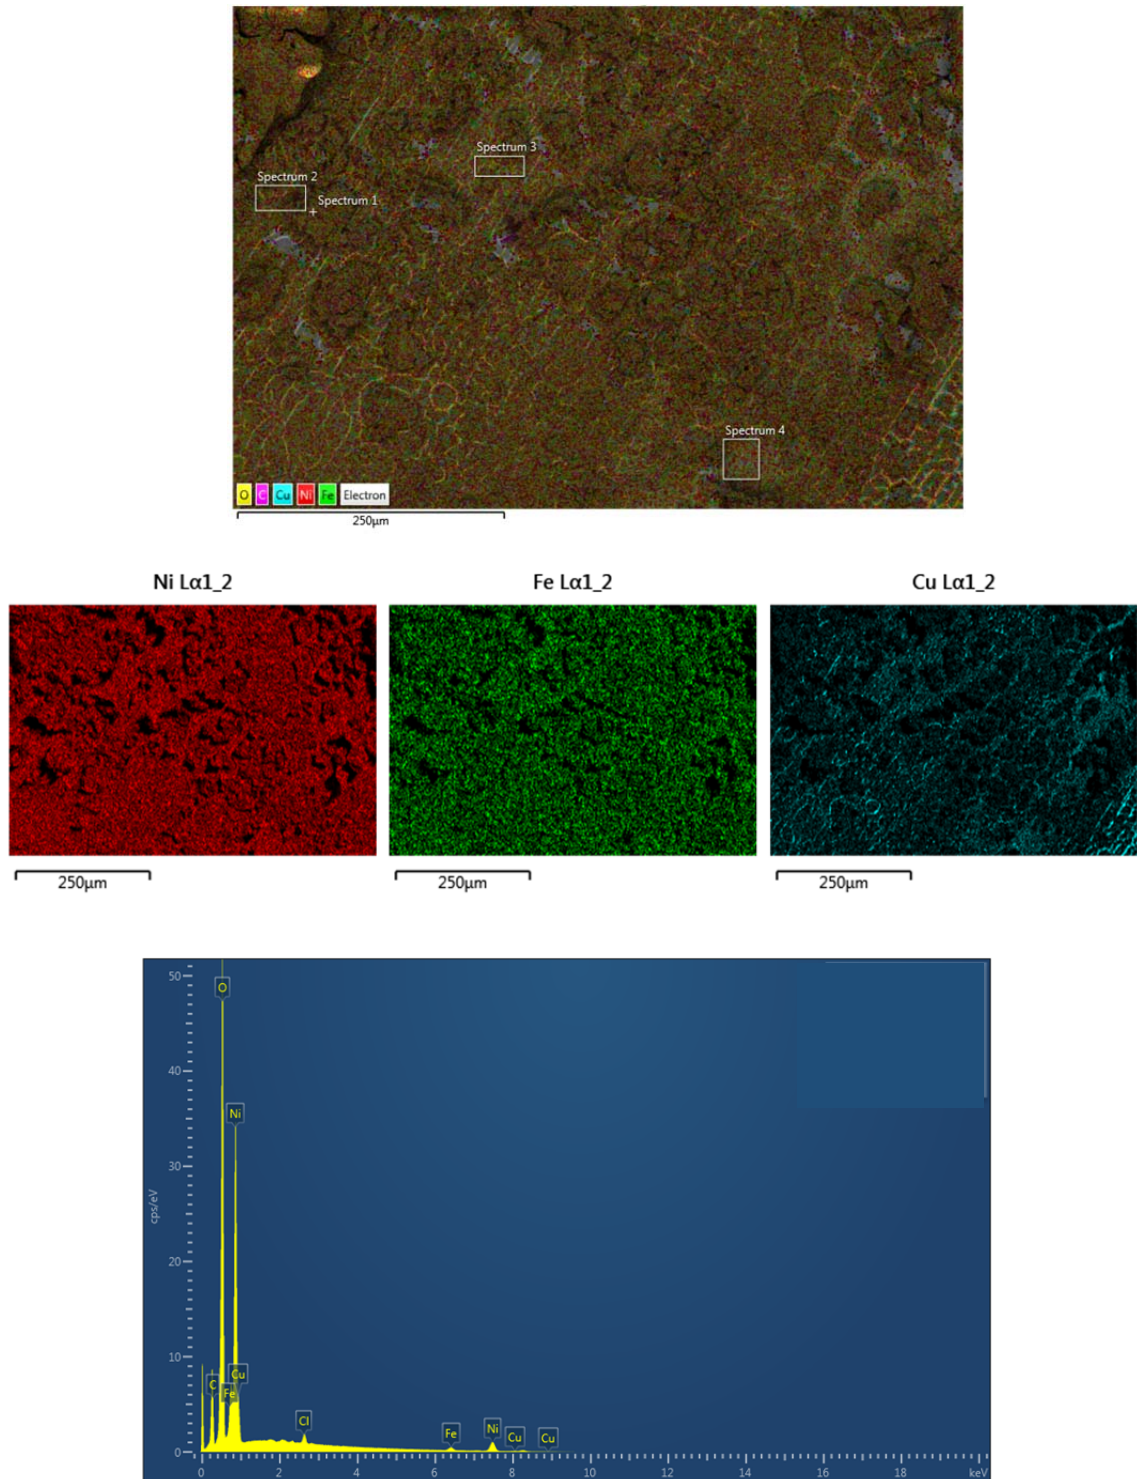 Spectrum 3
Spectrum 2
Spectrum 1
Spectrum 4
O C Cu Ni Fe Electron
250μm
Ni Lα1_2 Fe Lα1_2 Cu Lα1_2
250μm 250μm 250μm
50
O
40
Ni
30
cps/eV
20
10
Cu
C
Fe
Cl
Fe Ni Cu Cu
0
0 2 4 6 8 10 12 14 16 18 keV